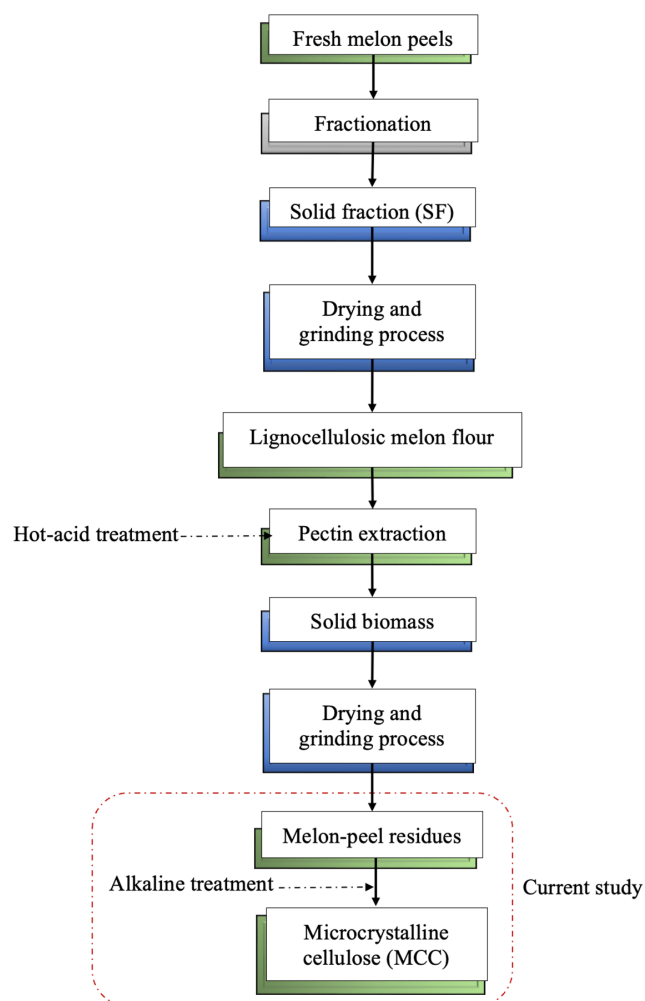 Fresh melon peels
Fractionation
Solid fraction (SF)
Drying and
grinding process
Lignocellulosic melon flour
Hot-acid treatment
Pectin extraction
Solid biomass
Drying and
grinding process
Melon-peel residues
Alkaline treatment
Current study
Microcrystalline
cellulose (MCC)